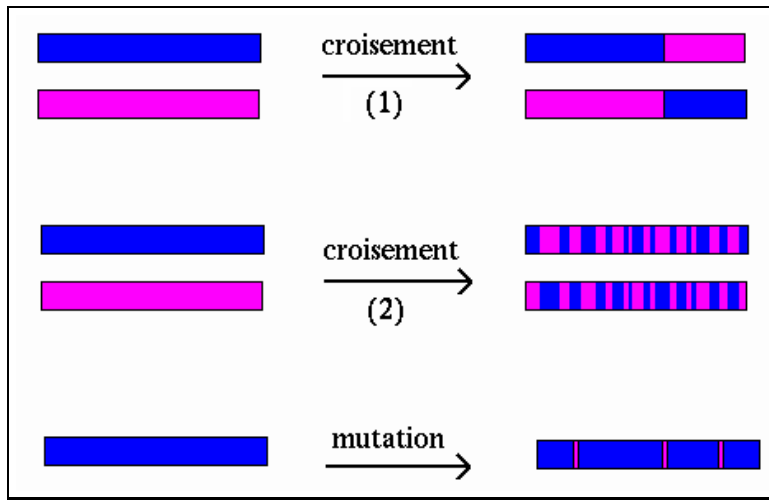 croisement
(1)
croisement
(2)
mutation